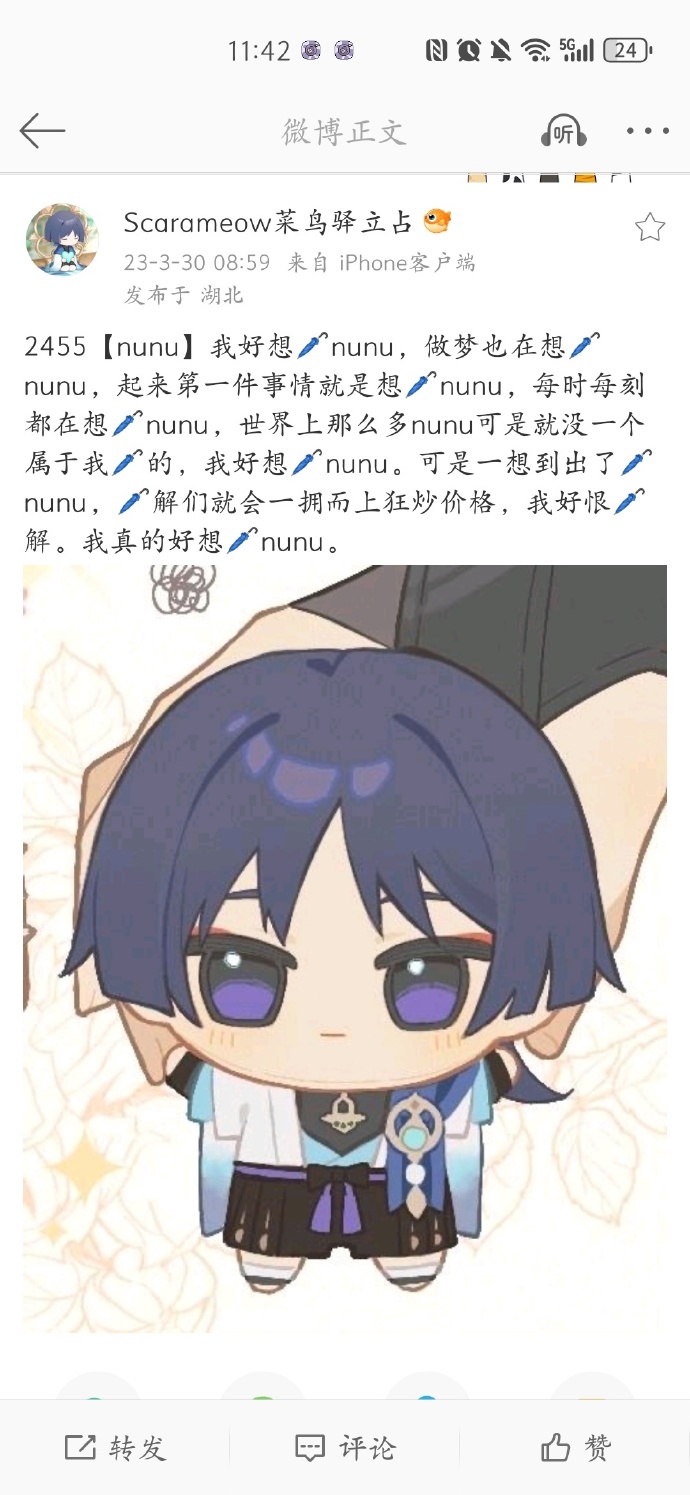 11:42 5G 24
微博正文 听
Scarameow菜鸟驿立占🐡
23-3-30 08:59 来自 iPhone客户端
发布于 湖北
2455【nunu】我好想🪆nunu，做梦也在想🪆
nunu，起来第一件事情就是想🪆nunu，每时每刻
都在想🪆nunu，世界上那么多nunu可是就没一个
属于我🪆的，我好想🪆nunu。可是一想到出了🪆
nunu，🪆解们就会一拥而上狂炒价格，我好恨🪆
解。我真的好想🪆nunu。
转发 评论 赞